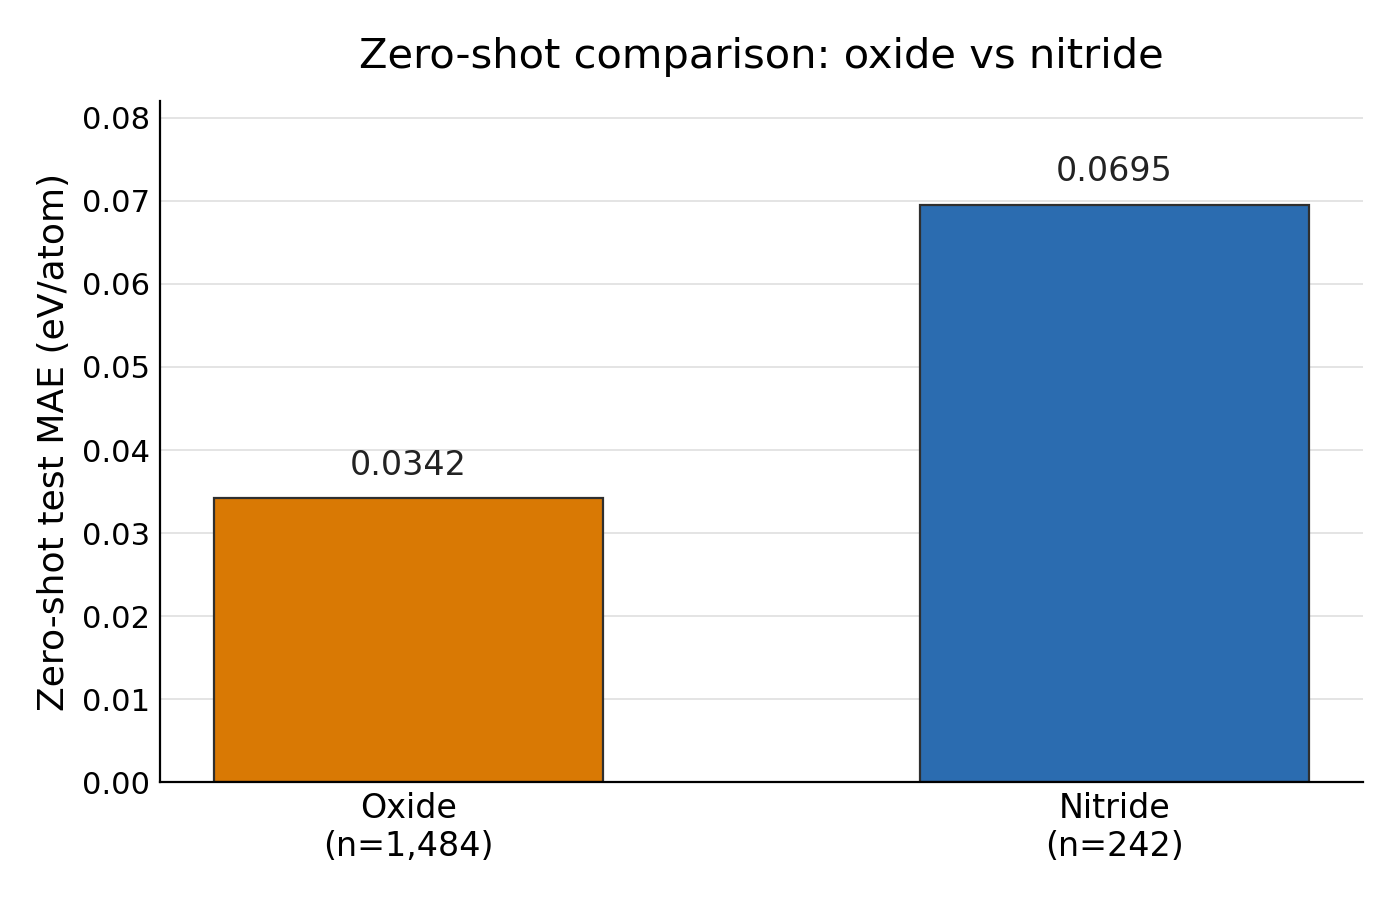 Zero-shot comparison: oxide vs nitride
Zero-shot test MAE (eV/atom)
0.08
0.07
0.06
0.05
0.04
0.03
0.02
0.01
0.00
0.0342
0.0695
Oxide
(n=1,484)
Nitride
(n=242)